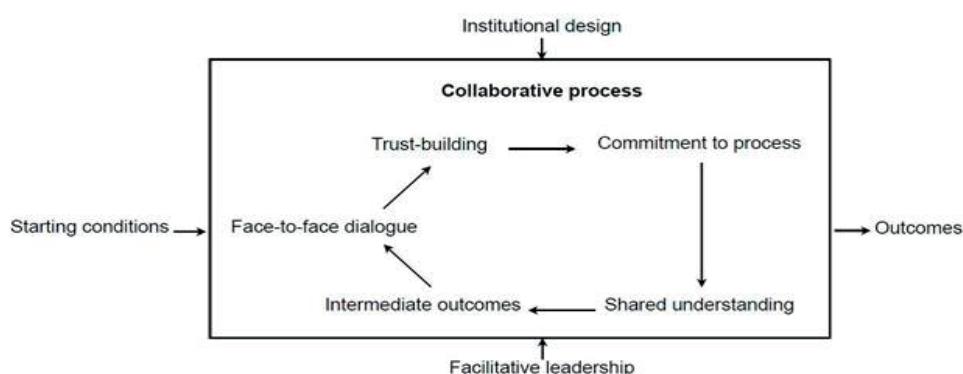 Institutional design
Collaborative process
Trust-building
Commitment to process
Starting conditions
Face-to-face dialogue
Outcomes
Intermediate outcomes
Shared understanding
Facilitative leadership